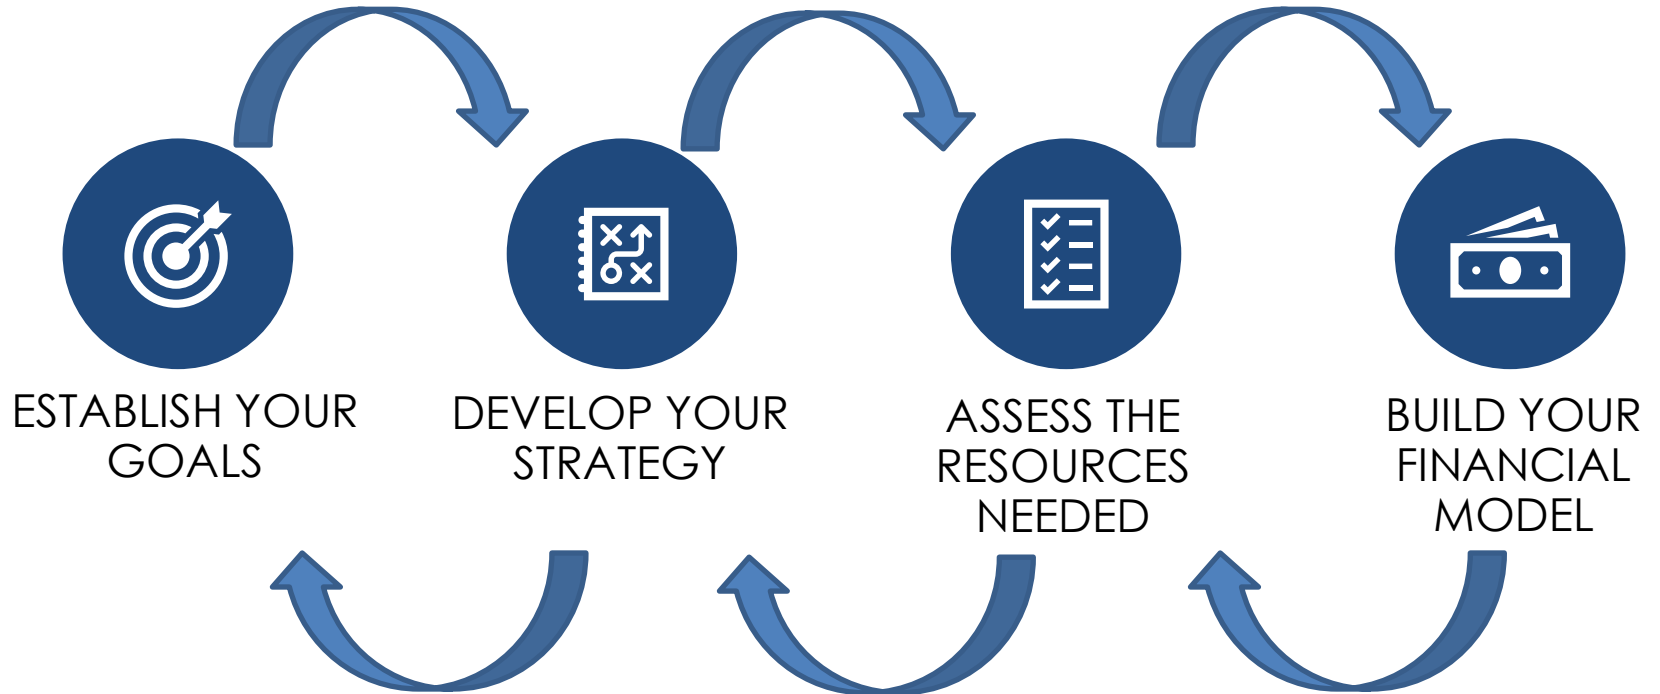 ESTABLISH YOUR
GOALS
DEVELOP YOUR
STRATEGY
ASSESS THE
RESOURCES
NEEDED
BUILD YOUR
FINANCIAL
MODEL